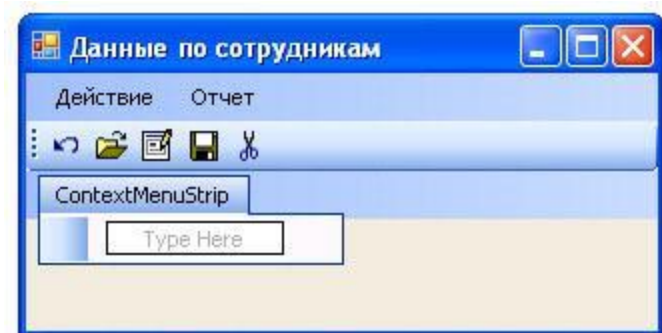 Данные по сотрудникам
Действие Отчет
ContextMenuStrip
Type Here